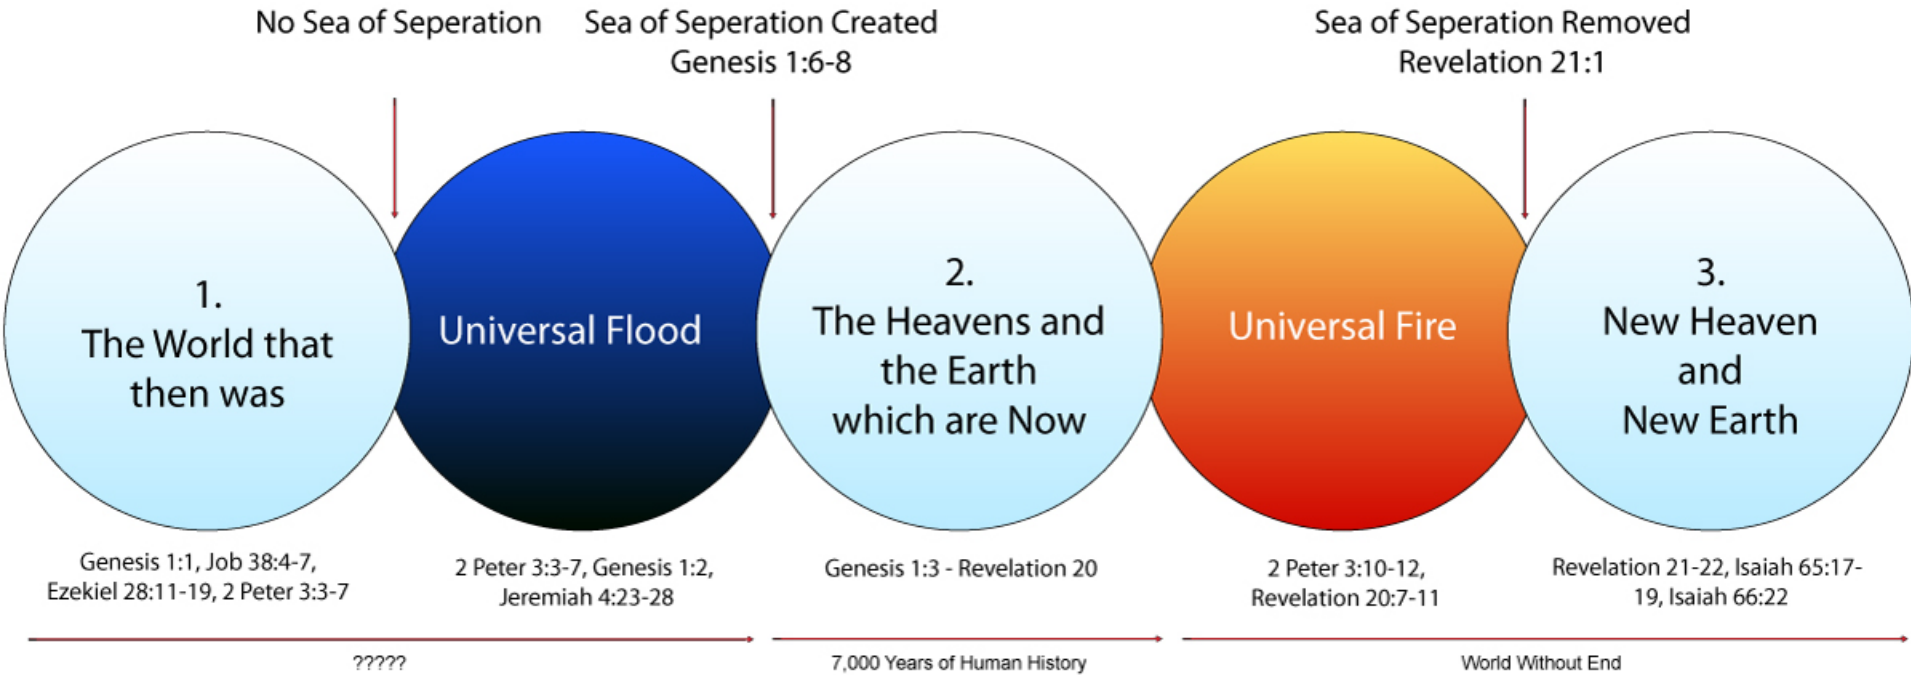 No Sea of Seperation
Sea of Seperation Created
Genesis 1:6-8
Sea of Seperation Removed
Revelation 21:1
1.
The World that
then was
Universal Flood
2.
The Heavens and
the Earth
which are Now
Universal Fire
3.
New Heaven
and
New Earth
Genesis 1:1, Job 38:4-7,
Ezekiel 28:11-19, 2 Peter 3:3-7
2 Peter 3:3-7, Genesis 1:2,
Jeremiah 4:23-28
Genesis 1:3 - Revelation 20
2 Peter 3:10-12,
Revelation 20:7-11
Revelation 21-22, Isaiah 65:17-
19, Isaiah 66:22
?????
7,000 Years of Human History
World Without End